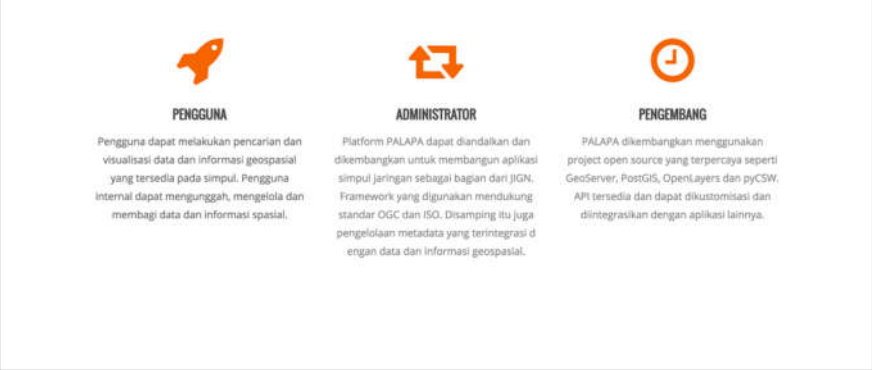 PENGGUNA
Pengguna dapat melakukan pencarian dan
visualisasi data dan informasi geospasial
yang tersedia pada simpul. Pengguna
internal dapat mengunggah, mengelola dan
membagi data dan informasi spasial.
ADMINISTRATOR
Platform PALAPA dapat diandalkan dan
dikembangkan untuk membangun aplikasi
simpul jaringan sebagai bagian dari JIGN.
Framework yang digunakan mendukung
standar OGC dan ISO. Disamping itu juga
pengelolaan metadata yang terintegrasi d
engan data dan informasi geospasial.
PENGEMBANG
PALAPA dikembangkan menggunakan
project open source yang terpercaya seperti
GeoServer, PostGIS, OpenLayers dan pyCSW.
API tersedia dan dapat dikustomisasi dan
diintegrasikan dengan aplikasi lainnya.